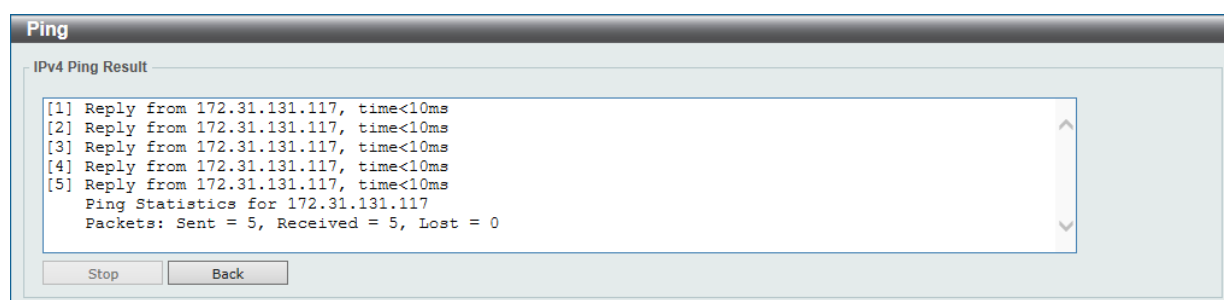 Ping
IPv4 Ping Result
[1] Reply from 172.31.131.117, time<10ms
[2] Reply from 172.31.131.117, time<10ms
[3] Reply from 172.31.131.117, time<10ms
[4] Reply from 172.31.131.117, time<10ms
[5] Reply from 172.31.131.117, time<10ms
Ping Statistics for 172.31.131.117
Packets: Sent = 5, Received = 5, Lost = 0
Stop Back